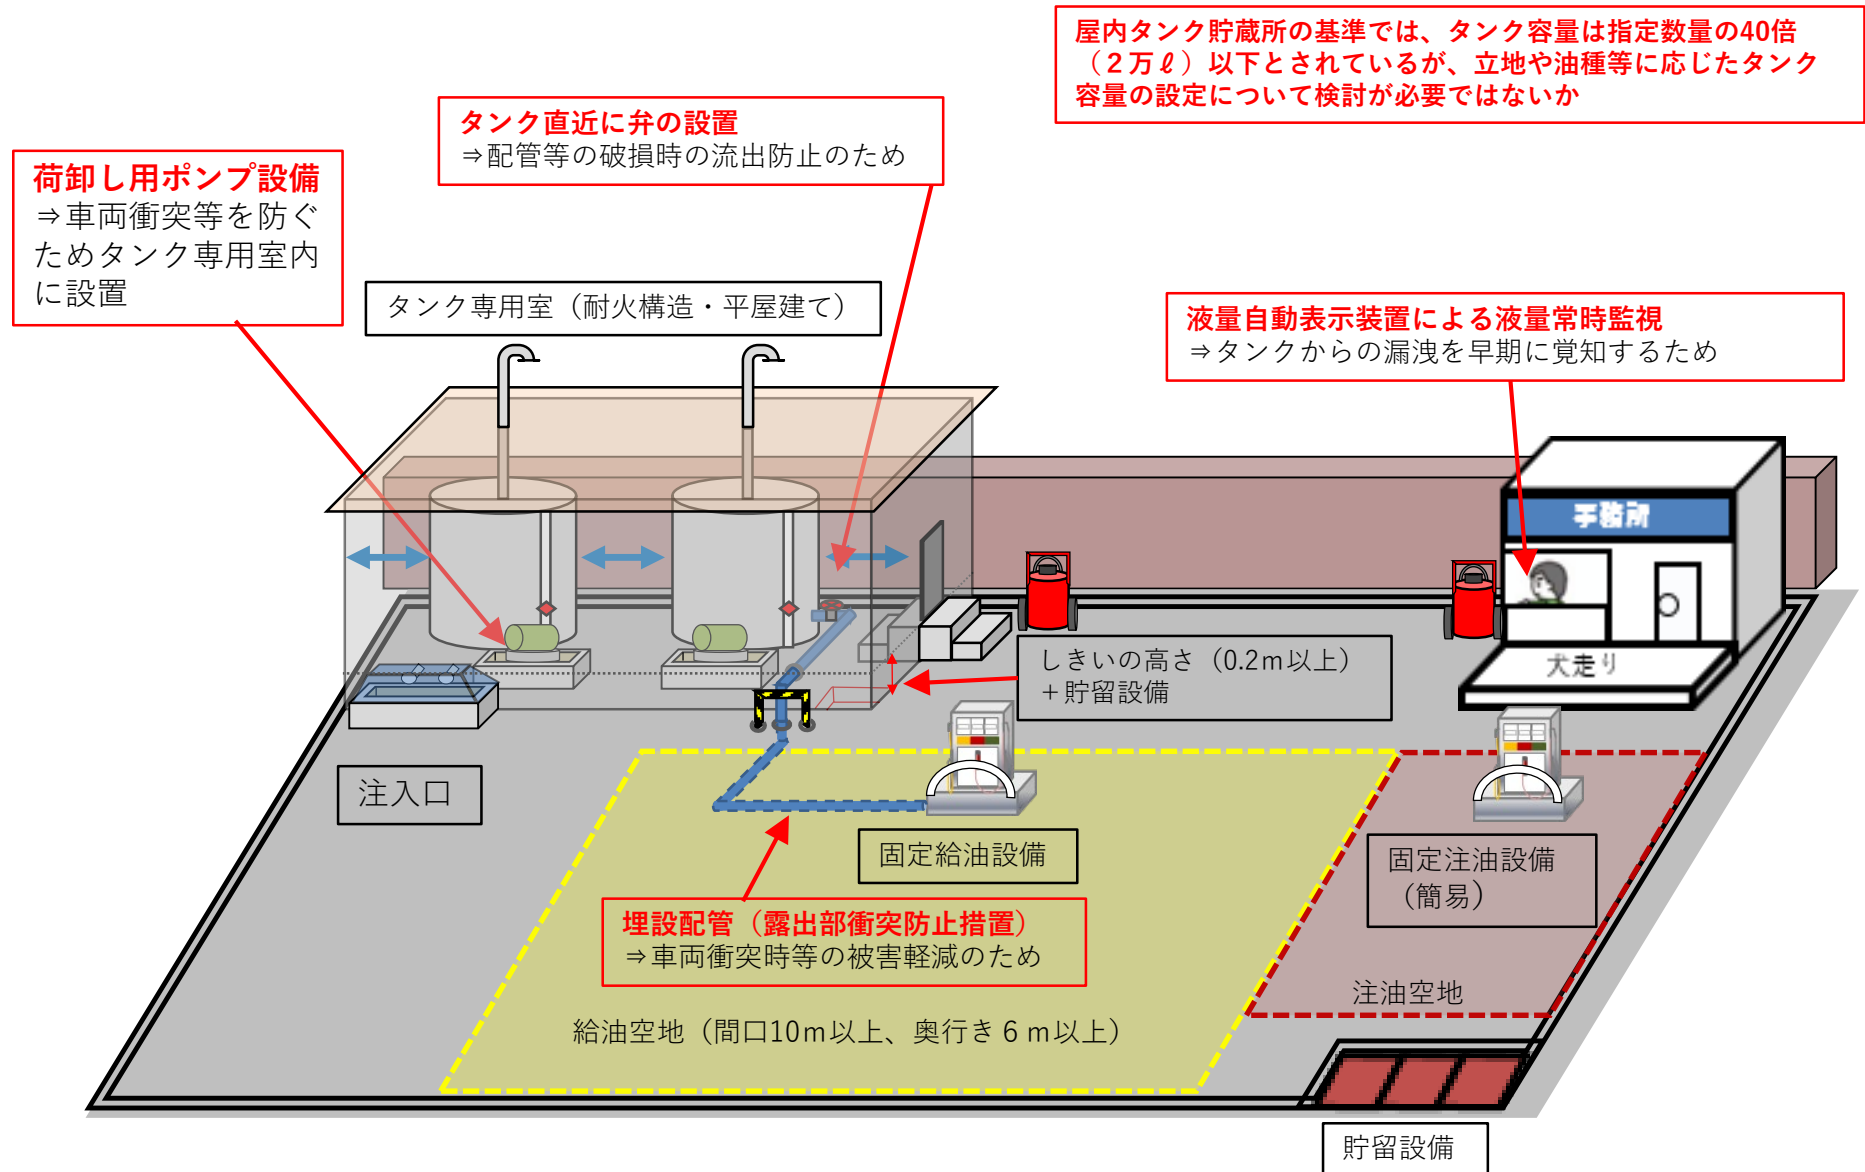 屋内タンク貯蔵所の基準では、タンク容量は指定数量の40倍
（２万ℓ）以下とされているが、立地や油種等に応じたタンク
容量の設定について検討が必要ではないか
タンク直近に弁の設置
⇒配管等の破損時の流出防止のため
荷卸し用ポンプ設備
⇒車両衝突等を防ぐ
ためタンク専用室内
に設置
タンク専用室（耐火構造・平屋建て）
液量自動表示装置による液量常時監視
⇒タンクからの漏洩を早期に覚知するため
事務所
しきいの高さ（0.2ｍ以上）
＋貯留設備
犬走り
注入口
固定給油設備
固定注油設備
（簡易）
埋設配管（露出部衝突防止措置）
⇒車両衝突時等の被害軽減のため
注油空地
給油空地（間口10ｍ以上、奥行き６ｍ以上）
貯留設備